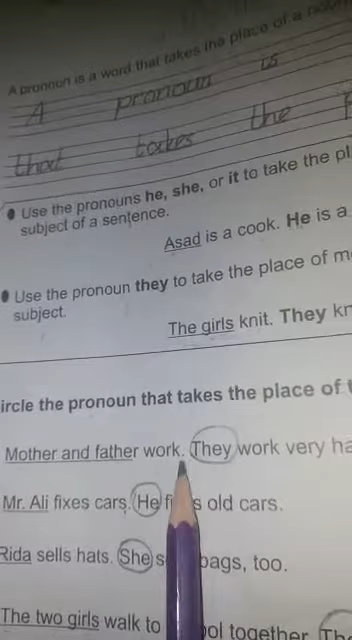 A pronoun is a word that takes the place of a noun
A pronoun is
that takes the
Use the pronouns he, she, or it to take the
subject of a sentence.
Asad is a cook. He is a
Use the pronoun they to take the place of
subject.
The girls knit. They
ircle the pronoun that takes the place of
Mother and father work. They work very
Mr. Ali fixes cars. He old cars.
Rida sells hats. She bags, too.
The two girls walk to together.